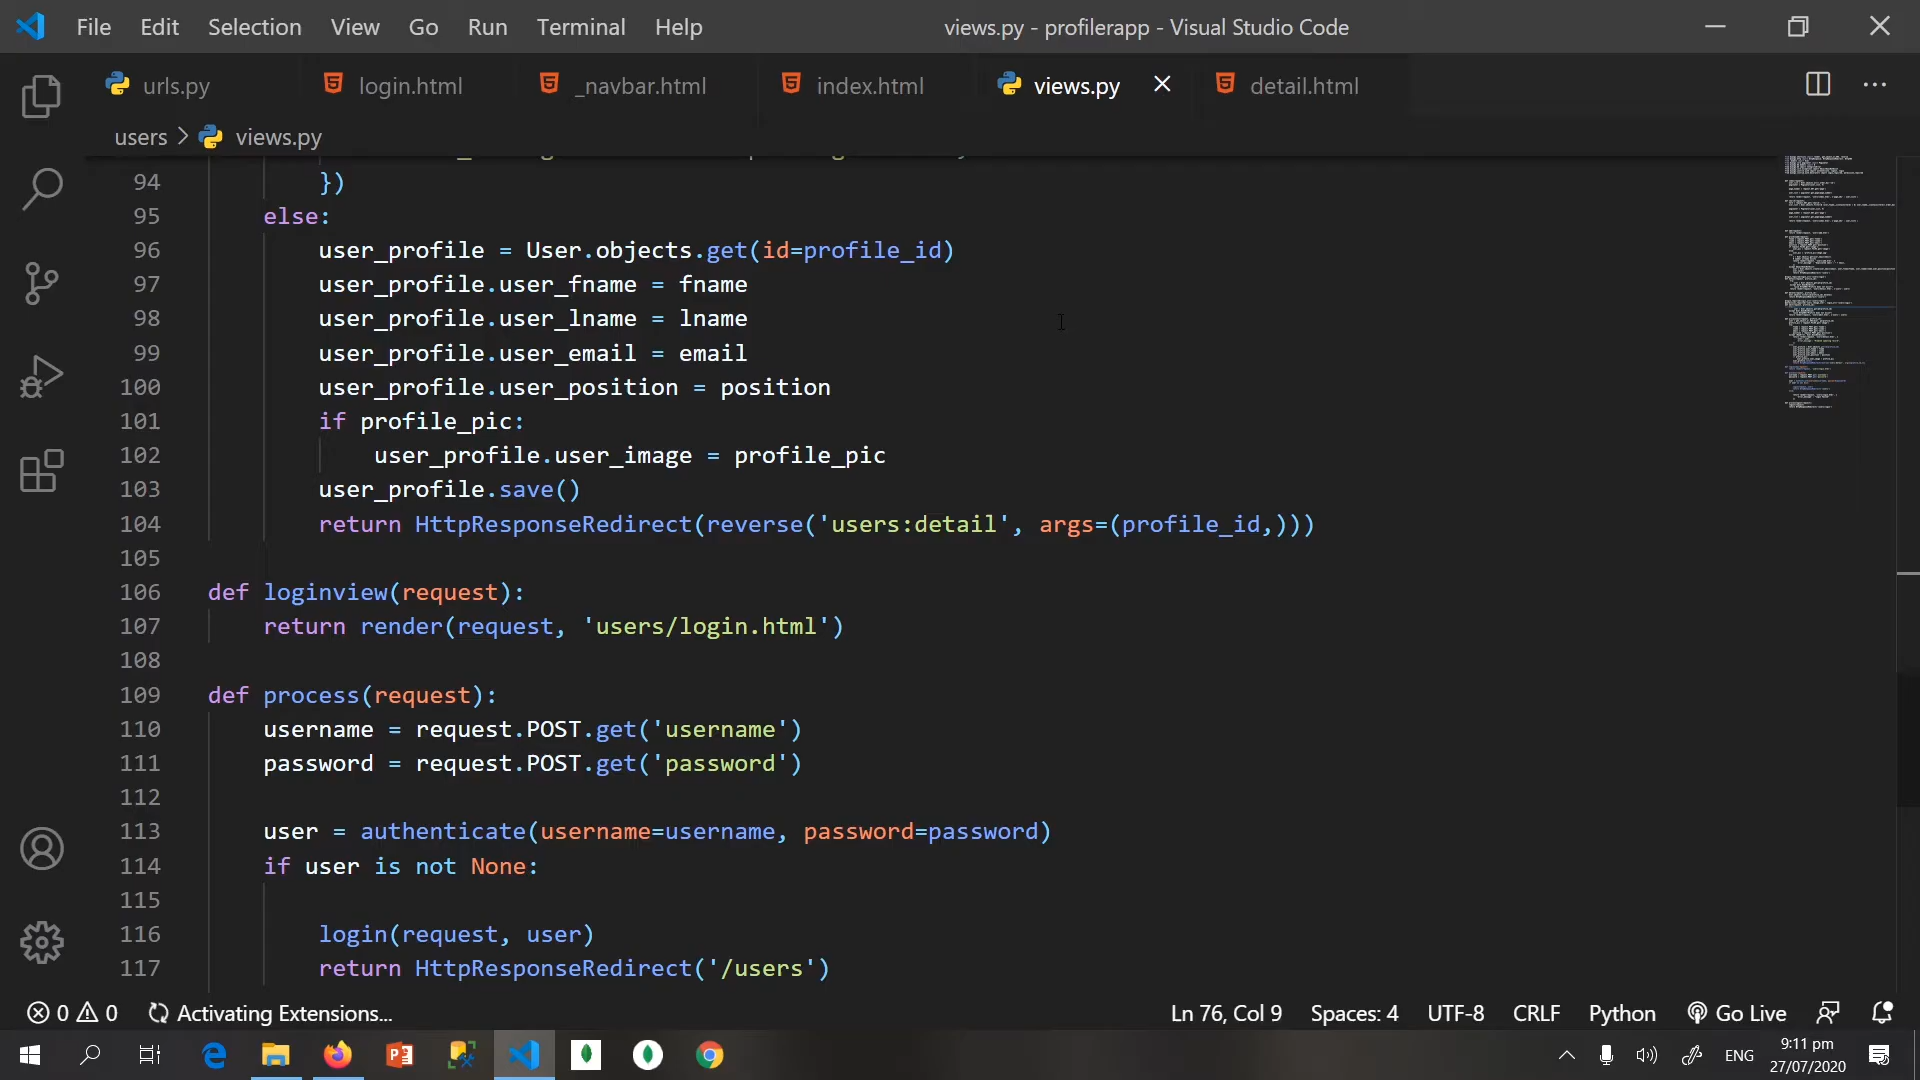 File Edit Selection View Go Run Terminal Help views.py - profilerapp - Visual Studio Code
urls.py login.html _navbar.html index.html views.py detail.html
users > views.py
94 })
95 else:
96 user_profile = User.objects.get(id=profile_id)
97 user_profile.user_fname = fname
98 user_profile.user_lname = lname
99 user_profile.user_email = email
100 user_profile.user_position = position
101 if profile_pic:
102 user_profile.user_image = profile_pic
103 user_profile.save()
104 return HttpResponseRedirect(reverse('users:detail', args=(profile_id,)))
105
106 def loginview(request):
107 return render(request, 'users/login.html')
108
109 def process(request):
110 username = request.POST.get('username')
111 password = request.POST.get('password')
112
113 user = authenticate(username=username, password=password)
114 if user is not None:
115
116 login(request, user)
117 return HttpResponseRedirect('/users')
0 0 Activating Extensions... Ln 76, Col 9 Spaces: 4 UTF-8 CRLF Python Go Live
ENG 9:11 pm
27/07/2020